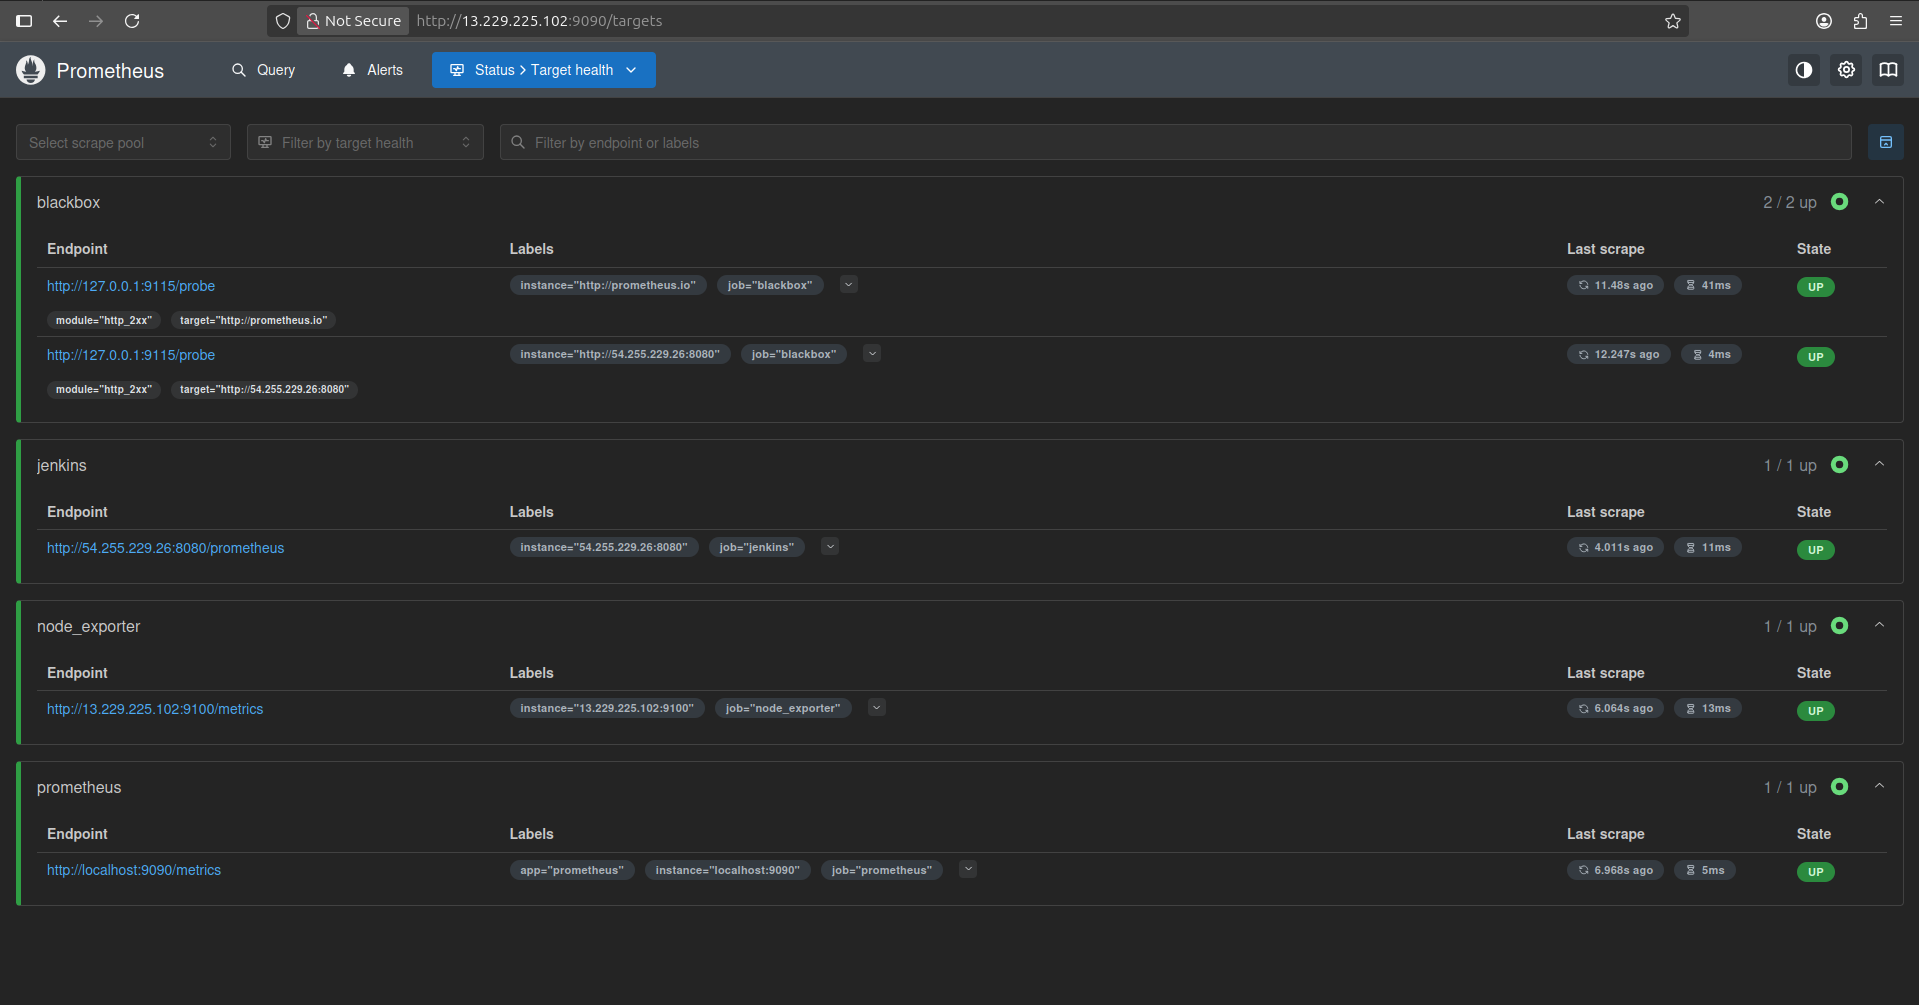 Not Secure http://13.229.225.102:9090/targets
Prometheus Query Alerts Status > Target health
Select scrape pool Filter by target health Filter by endpoint or labels
blackbox 2 / 2 up
Endpoint Labels Last scrape State
http://127.0.0.1:9115/probe instance="http://prometheus.io" job="blackbox" 11.48s ago 41ms UP
module="http_2xx" target="http://prometheus.io"
http://127.0.0.1:9115/probe instance="http://54.255.229.26:8080" job="blackbox" 12.247s ago 4ms UP
module="http_2xx" target="http://54.255.229.26:8080"
jenkins 1 / 1 up
Endpoint Labels Last scrape State
http://54.255.229.26:8080/prometheus instance="54.255.229.26:8080" job="jenkins" 4.011s ago 11ms UP
node_exporter 1 / 1 up
Endpoint Labels Last scrape State
http://13.229.225.102:9100/metrics instance="13.229.225.102:9100" job="node_exporter" 6.064s ago 13ms UP
prometheus 1 / 1 up
Endpoint Labels Last scrape State
http://localhost:9090/metrics app="prometheus" instance="localhost:9090" job="prometheus" 6.968s ago 5ms UP